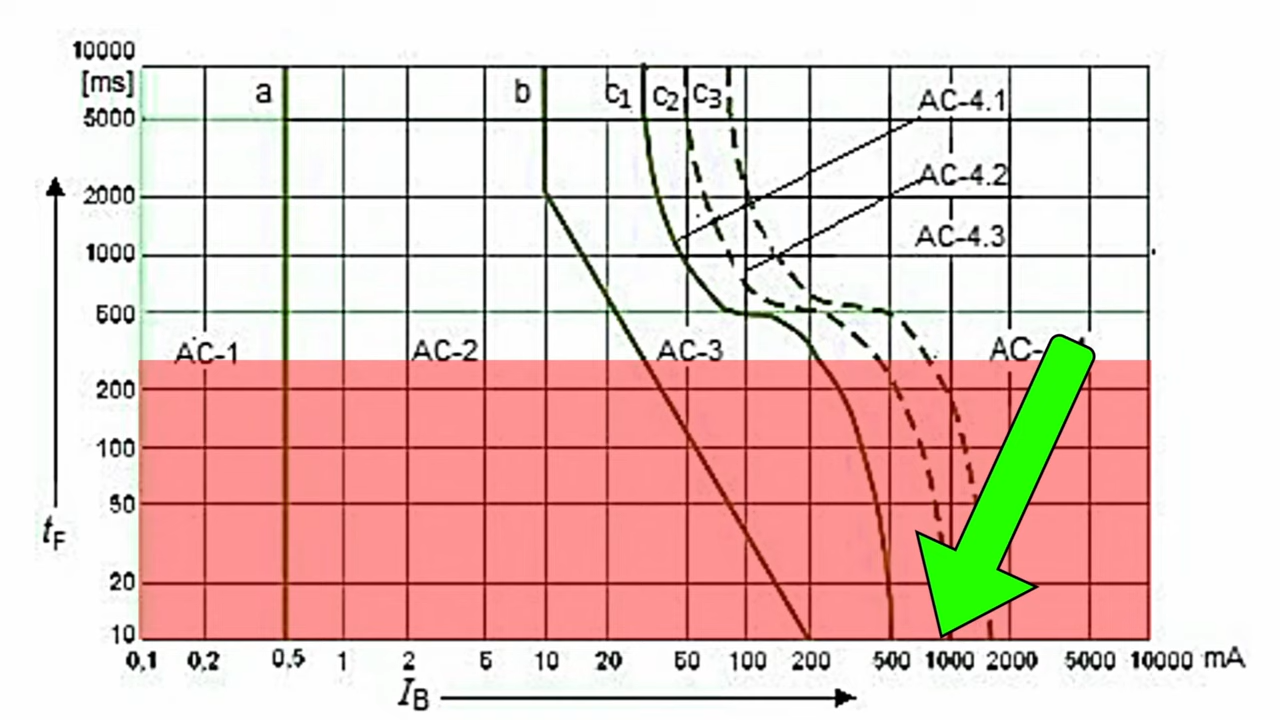 10000
[ms]
a
b
c1
c2
c3
AC-4.1
5000
AC-4.2
2000
AC-4.3
1000
500
AC-1
AC-2
AC-3
200
100
50
tF
20
10
0,1 0,2 0,5 1 2 5 10 20 50 100 200 500 1000 2000 5000 10000 mA
IB